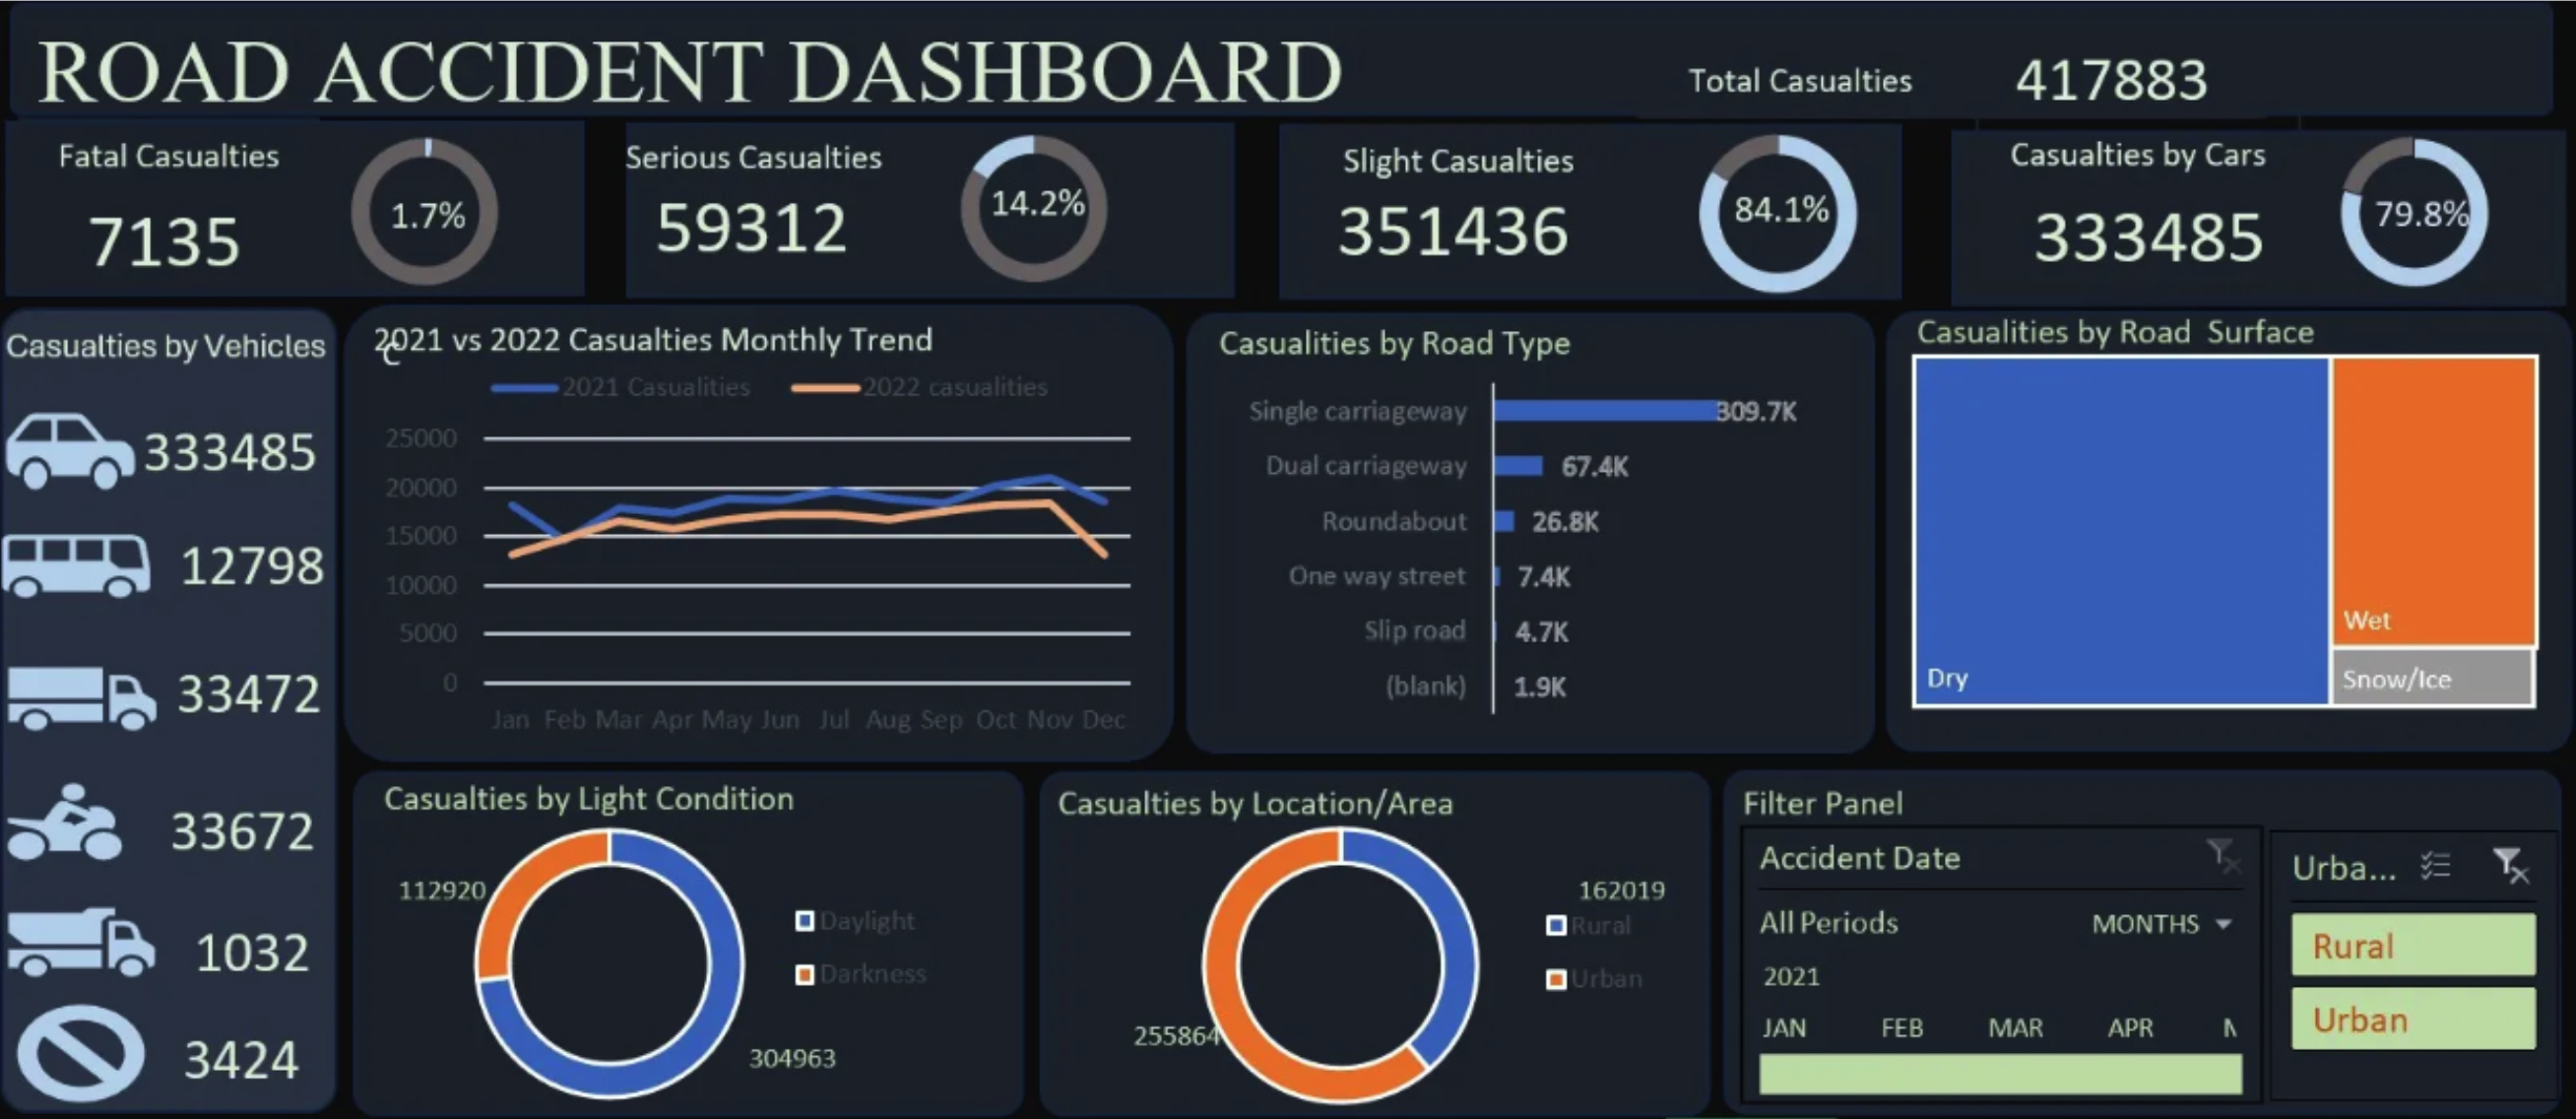 ROAD ACCIDENT DASHBOARD
Total Casualties 417883
Fatal Casualties
7135
1.7%
Serious Casualties
59312
14.2%
Slight Casualties
351436
84.1%
Casualties by Cars
333485
79.8%
Casualties by Vehicles
333485
12798
33472
33672
1032
3424
2021 vs 2022 Casualties Monthly Trend
C
2021 Casualities 2022 casualities
25000
20000
15000
10000
5000
0
Jan Feb Mar Apr May Jun Jul Aug Sep Oct Nov Dec
Casualities by Road Type
Single carriageway 309.7K
Dual carriageway 67.4K
Roundabout 26.8K
One way street 7.4K
Slip road 4.7K
(blank) 1.9K
Casualities by Road Surface
Dry
Wet
Snow/Ice
Casualties by Light Condition
112920
304963
Daylight
Darkness
Casualties by Location/Area
162019
255864
Rural
Urban
Filter Panel
Accident Date
All Periods MONTHS
2021
JAN FEB MAR APR M
Urba...
Rural
Urban